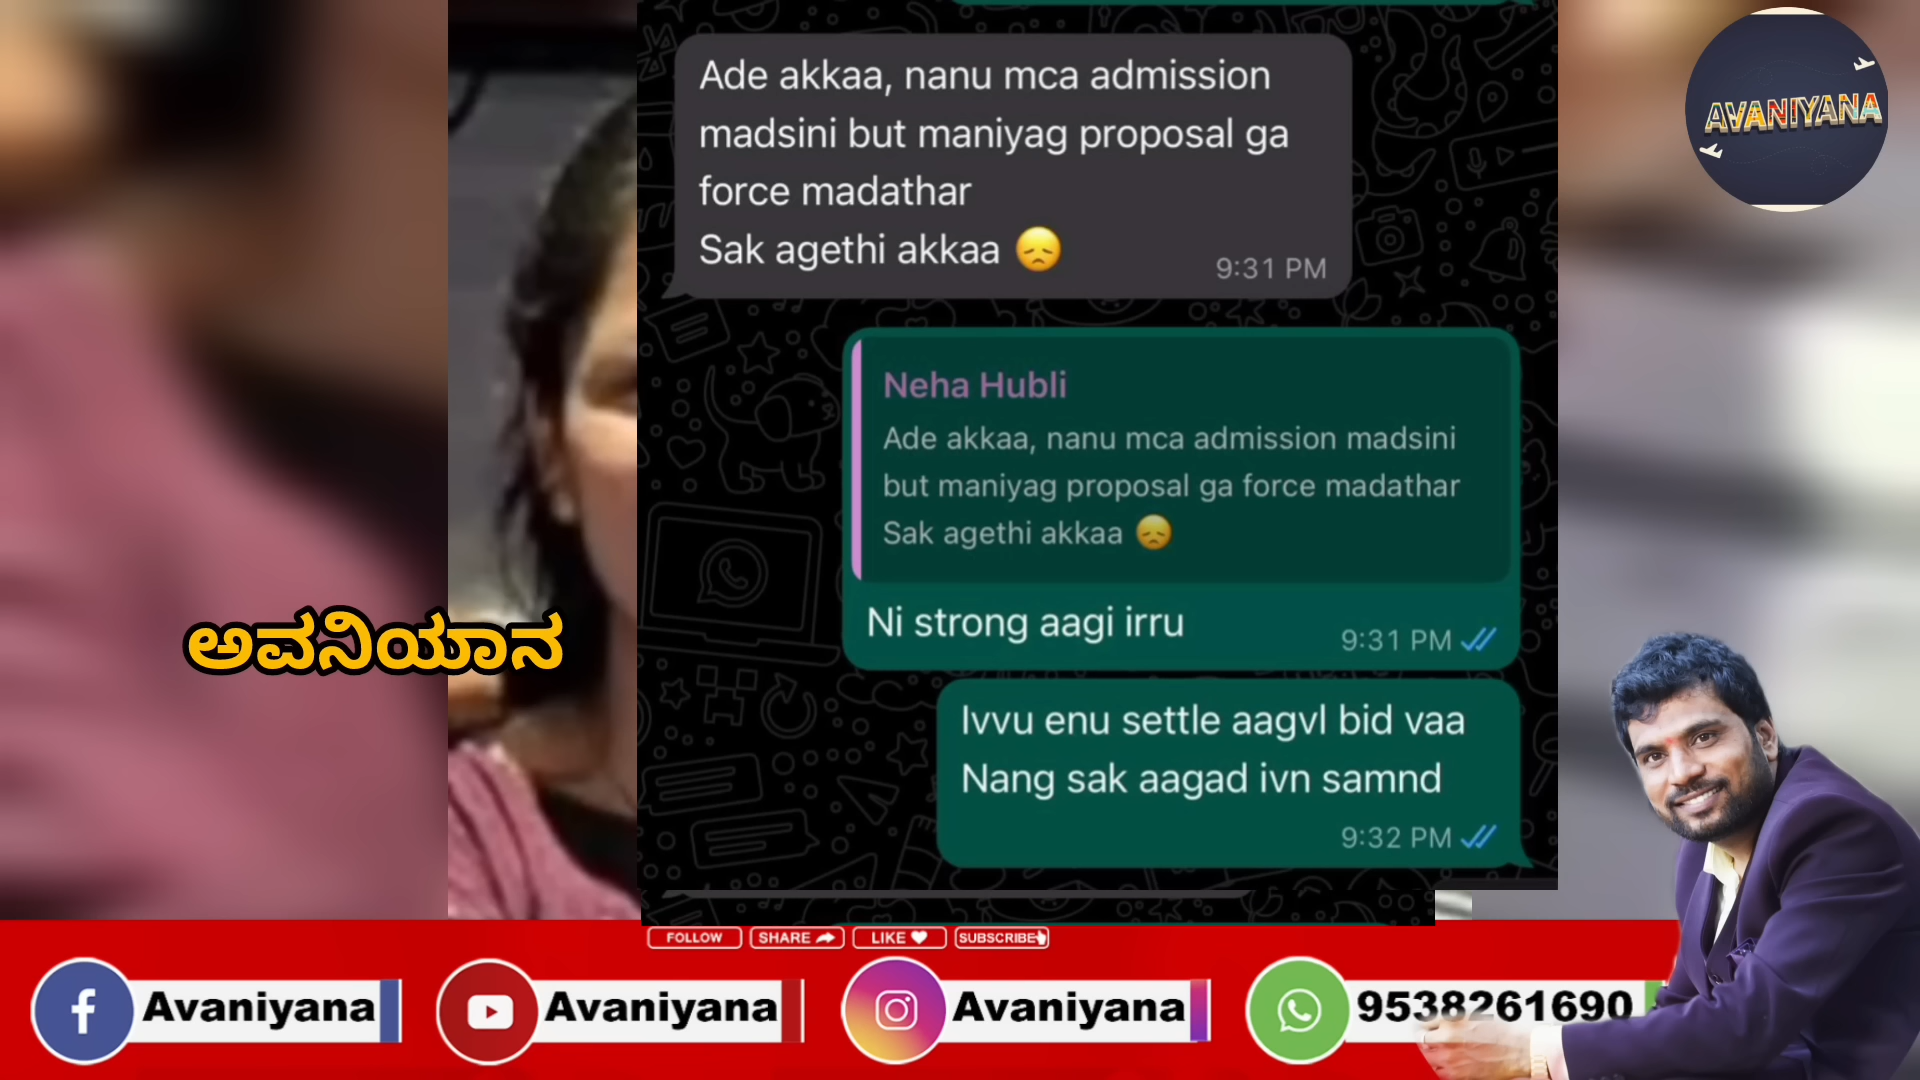 Ade akkaa, nanu mca admission
madsini but maniyag proposal ga
force madathar
Sak agethi akkaa 😞
9:31 PM
AVANIYANA
Neha Hubli
Ade akkaa, nanu mca admission madsini
but maniyag proposal ga force madathar
Sak agethi akkaa 😞
Ni strong aagi irru
9:31 PM
ಅವನಿಯಾನ
Ivvu enu settle aagvl bid vaa
Nang sak aagad ivn samnd
9:32 PM
FOLLOW SHARE LIKE SUBSCRIBE
Avaniyana Avaniyana Avaniyana 9538261690